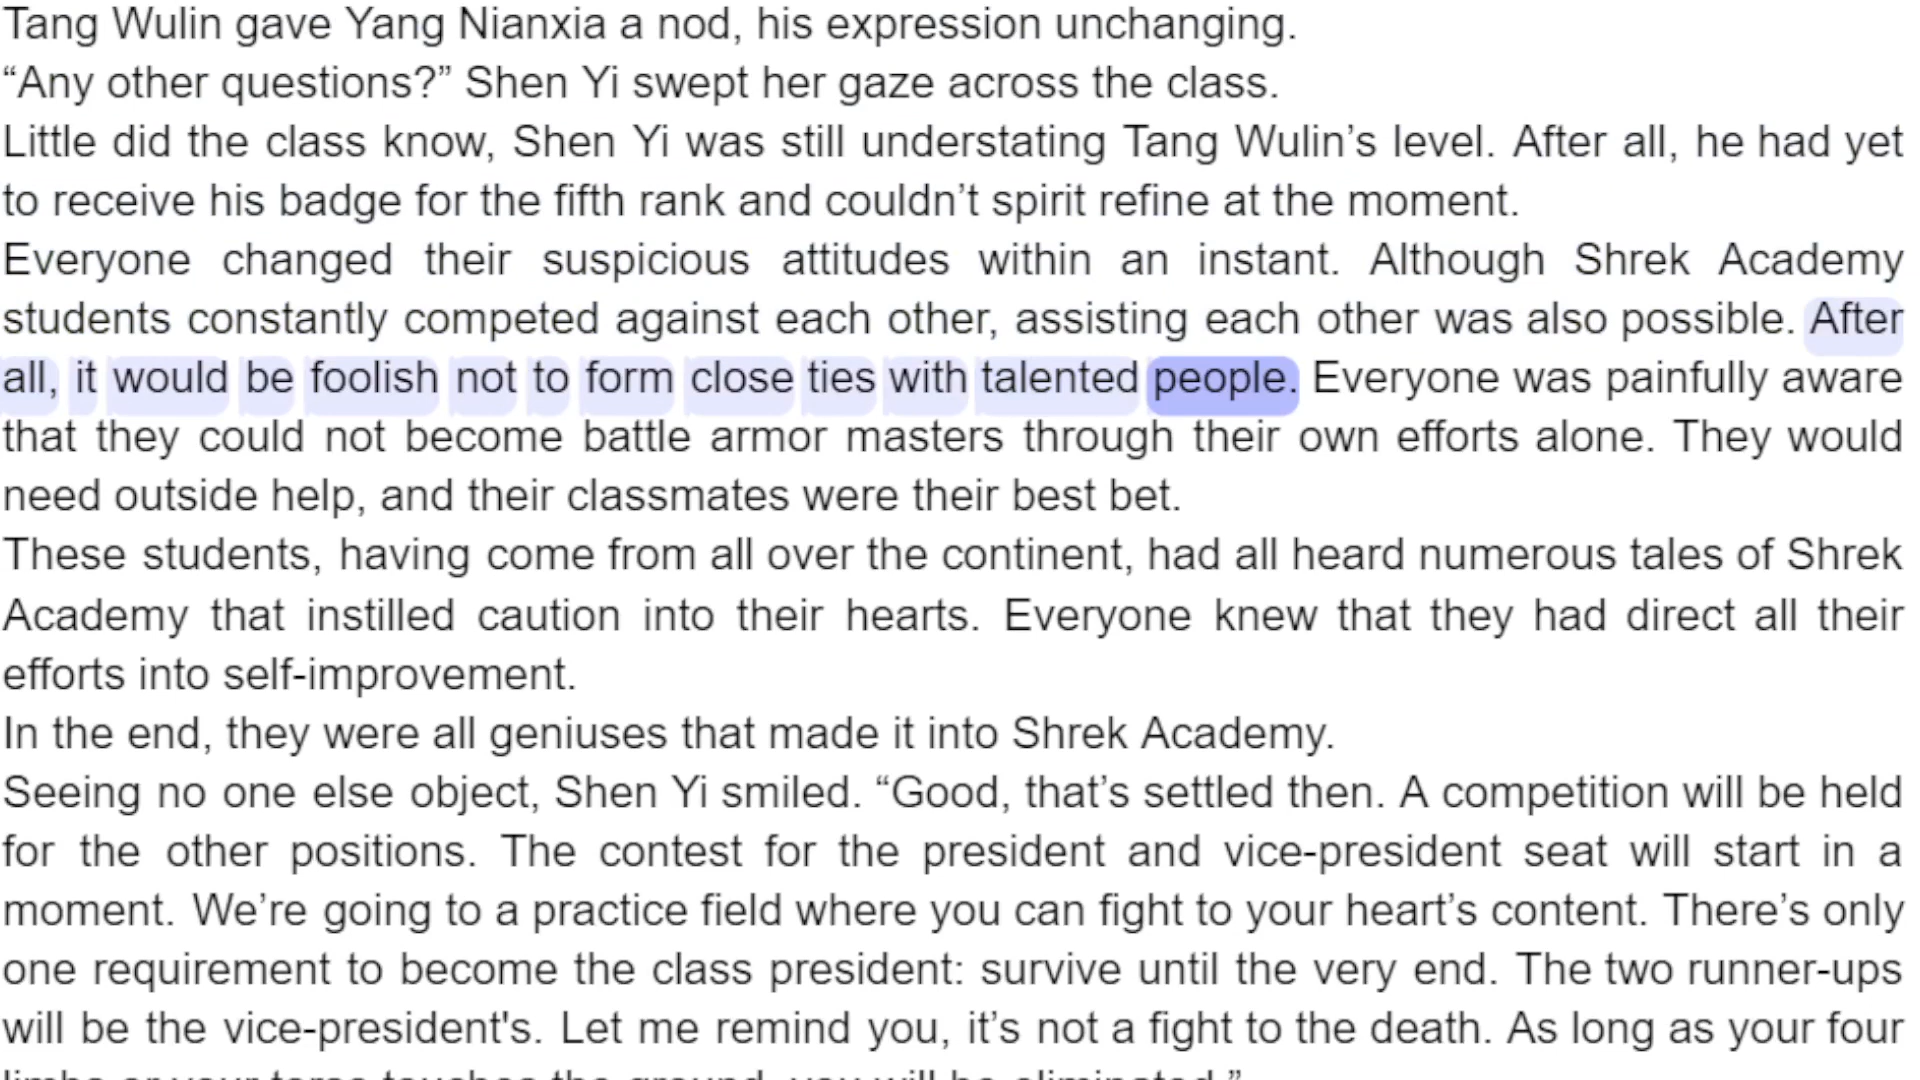 Tang Wulin gave Yang Nianxia a nod, his expression unchanging.
“Any other questions?” Shen Yi swept her gaze across the class.
Little did the class know, Shen Yi was still understating Tang Wulin’s level. After all, he had yet
to receive his badge for the fifth rank and couldn’t spirit refine at the moment.
Everyone changed their suspicious attitudes within an instant. Although Shrek Academy
students constantly competed against each other, assisting each other was also possible. After
all, it would be foolish not to form close ties with talented people. Everyone was painfully aware
that they could not become battle armor masters through their own efforts alone. They would
need outside help, and their classmates were their best bet.
These students, having come from all over the continent, had all heard numerous tales of Shrek
Academy that instilled caution into their hearts. Everyone knew that they had direct all their
efforts into self-improvement.
In the end, they were all geniuses that made it into Shrek Academy.
Seeing no one else object, Shen Yi smiled. “Good, that’s settled then. A competition will be held
for the other positions. The contest for the president and vice-president seat will start in a
moment. We’re going to a practice field where you can fight to your heart’s content. There’s only
one requirement to become the class president: survive until the very end. The two runner-ups
will be the vice-president's. Let me remind you, it’s not a fight to the death. As long as your four
limbs or your torso touches the ground, you will be eliminated.”